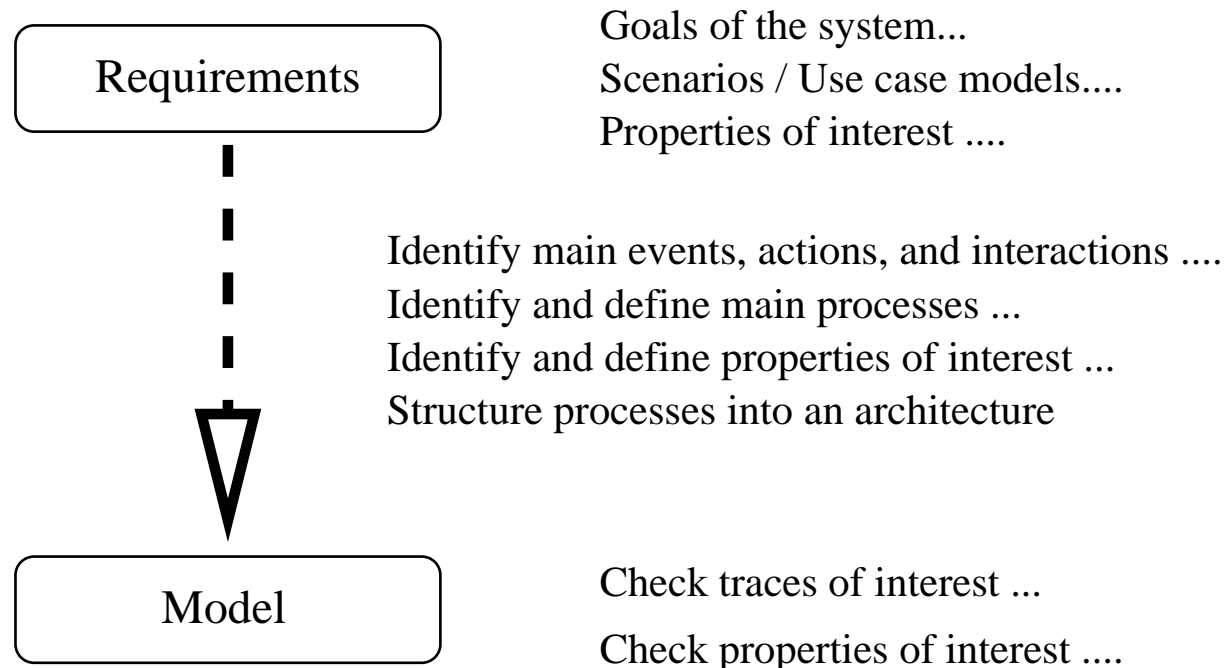 Goals of the system...
Requirements
Scenarios / Use case models....
Properties of interest ....
Identify main events, actions, and interactions ....
Identify and define main processes ...
Identify and define properties of interest ...
Structure processes into an architecture
Model
Check traces of interest ...
Check properties of interest ....